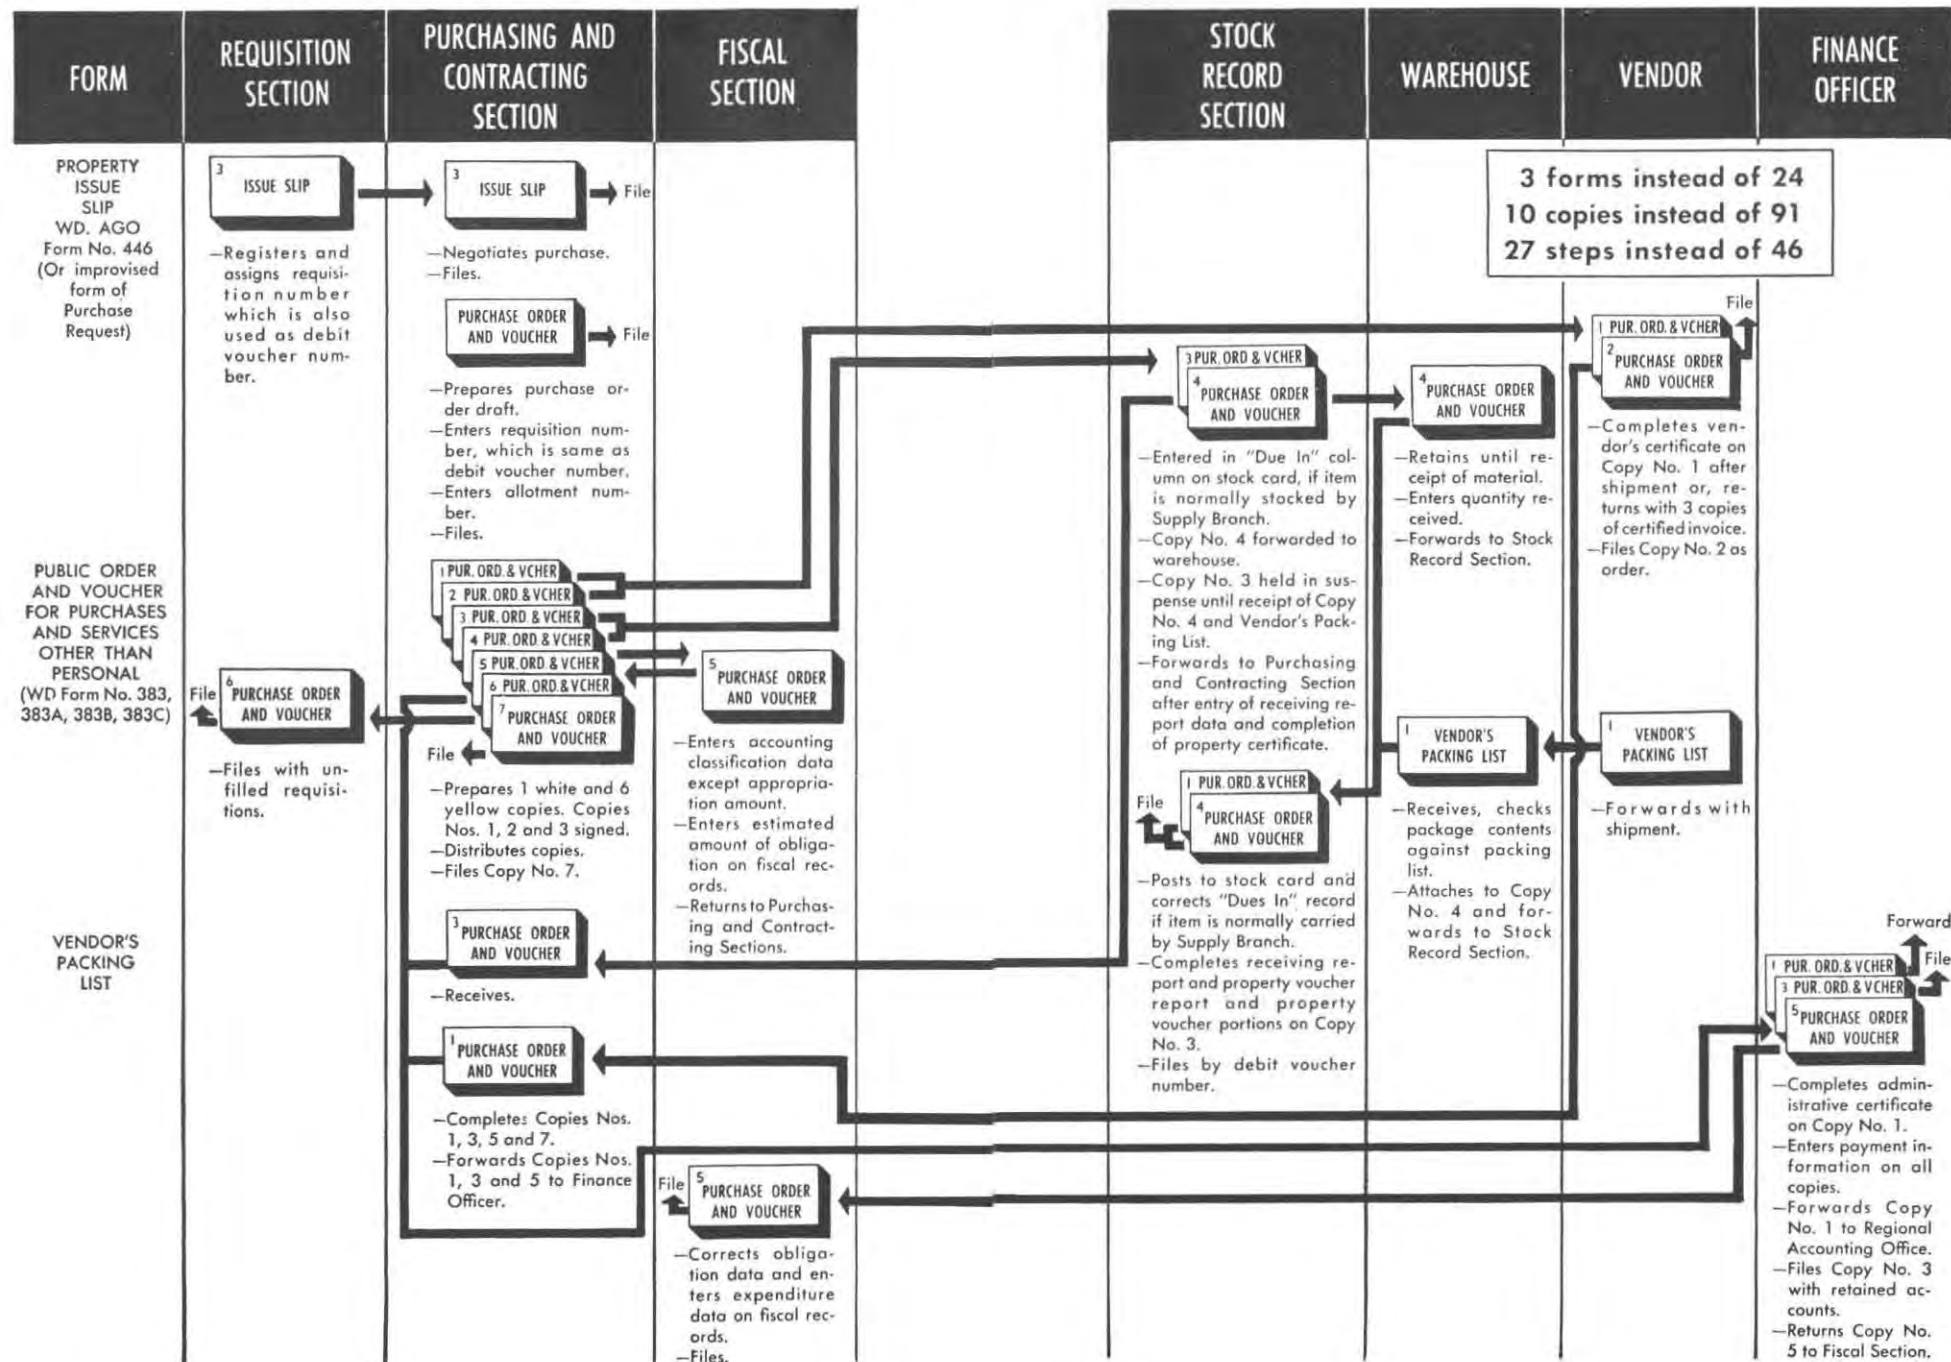 FORM
REQUISITION
SECTION
PURCHASING AND
CONTRACTING
SECTION
FISCAL
SECTION
STOCK
RECORD
SECTION
WAREHOUSE
VENDOR
FINANCE
OFFICER
PROPERTY
ISSUE
SLIP
WD. AGO
Form No. 446
(Or improvised
form of
Purchase
Request)
PUBLIC ORDER
AND VOUCHER
FOR PURCHASES
AND SERVICES
OTHER THAN
PERSONAL
(WD Form No. 383,
383A, 383B, 383C)
VENDOR'S
PACKING
LIST
3
ISSUE SLIP
—Registers and
assigns requisi-
tion number
which is also
used as debit
voucher num-
ber.
File
6
PURCHASE ORDER
AND VOUCHER
—Files with un-
filled requisi-
tions.
3
ISSUE SLIP
File
—Negotiates purchase.
—Files.
PURCHASE ORDER
AND VOUCHER
File
—Prepares purchase or-
der draft.
—Enters requisition num-
ber, which is same as
debit voucher number.
—Enters allotment num-
ber.
—Files.
1 PUR. ORD. & VCHER
2 PUR. ORD. & VCHER
3 PUR. ORD. & VCHER
4 PUR. ORD. & VCHER
5 PUR. ORD. & VCHER
6 PUR. ORD. & VCHER
7
PURCHASE ORDER
AND VOUCHER
File
—Prepares 1 white and 6
yellow copies. Copies
Nos. 1, 2 and 3 signed.
—Distributes copies.
—Files Copy No. 7.
3
PURCHASE ORDER
AND VOUCHER
—Receives.
1
PURCHASE ORDER
AND VOUCHER
—Completes Copies Nos.
1, 3, 5 and 7.
—Forwards Copies Nos.
1, 3 and 5 to Finance
Officer.
5
PURCHASE ORDER
AND VOUCHER
—Enters accounting
classification data
except appropria-
tion amount.
—Enters estimated
amount of obliga-
tion on fiscal rec-
ords.
—Returns to Purchas-
ing and Contract-
ing Sections.
File
5
PURCHASE ORDER
AND VOUCHER
—Corrects obliga-
tion data and en-
ters expenditure
data on fiscal rec-
ords.
—Files.
3 PUR. ORD & VCHER
4
PURCHASE ORDER
AND VOUCHER
—Entered in "Due In" col-
umn on stock card, if item
is normally stocked by
Supply Branch.
—Copy No. 4 forwarded to
warehouse.
—Copy No. 3 held in sus-
pense until receipt of Copy
No. 4 and Vendor's Pack-
ing List.
—Forwards to Purchasing
and Contracting Section
after entry of receiving re-
port data and completion
of property certificate.
File
1 PUR. ORD. & VCHER
4
PURCHASE ORDER
AND VOUCHER
—Posts to stock card and
corrects "Dues In" record
if item is normally carried
by Supply Branch.
—Completes receiving re-
port and property voucher
report and property
voucher portions on Copy
No. 3.
—Files by debit voucher
number.
4
PURCHASE ORDER
AND VOUCHER
—Retains until re-
ceipt of material.
—Enters quantity re-
ceived.
—Forwards to Stock
Record Section.
1
VENDOR'S
PACKING LIST
—Receives, checks
package contents
against packing
list.
—Attaches to Copy
No. 4 and for-
wards to Stock
Record Section.
3 forms instead of 24
10 copies instead of 91
27 steps instead of 46
File
1 PUR. ORD. & VCHER
2
PURCHASE ORDER
AND VOUCHER
—Completes ven-
dor's certificate on
Copy No. 1 after
shipment or, re-
turns with 3 copies
of certified invoice.
—Files Copy No. 2 as
order.
1
VENDOR'S
PACKING LIST
—Forwards with
shipment.
Forward
File
1 PUR. ORD. & VCHER
3 PUR. ORD. & VCHER
5
PURCHASE ORDER
AND VOUCHER
—Completes admin-
istrative certificate
on Copy No. 1.
—Enters payment in-
formation on all
copies.
—Forwards Copy
No. 1 to Regional
Accounting Office.
—Files Copy No. 3
with retained ac-
counts.
—Returns Copy No.
5 to Fiscal Section.